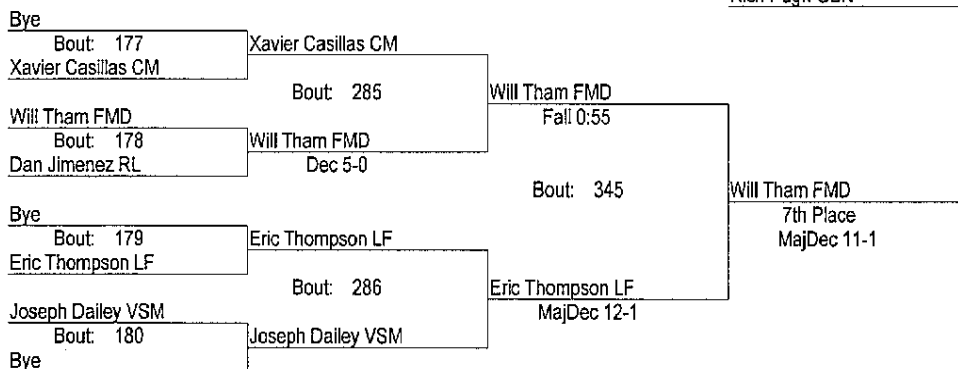 Bye
Bout: 177
Xavier Casillas CM
Xavier Casillas CM
Bout: 285
Will Tham FMD
Fall 0:55
Will Tham FMD
Bout: 178
Dan Jimenez RL
Will Tham FMD
Dec 5-0
Bout: 345
Will Tham FMD
7th Place
MajDec 11-1
Bye
Bout: 179
Eric Thompson LF
Eric Thompson LF
Bout: 286
Eric Thompson LF
MajDec 12-1
Joseph Dailey VSM
Bout: 180
Bye
Joseph Dailey VSM